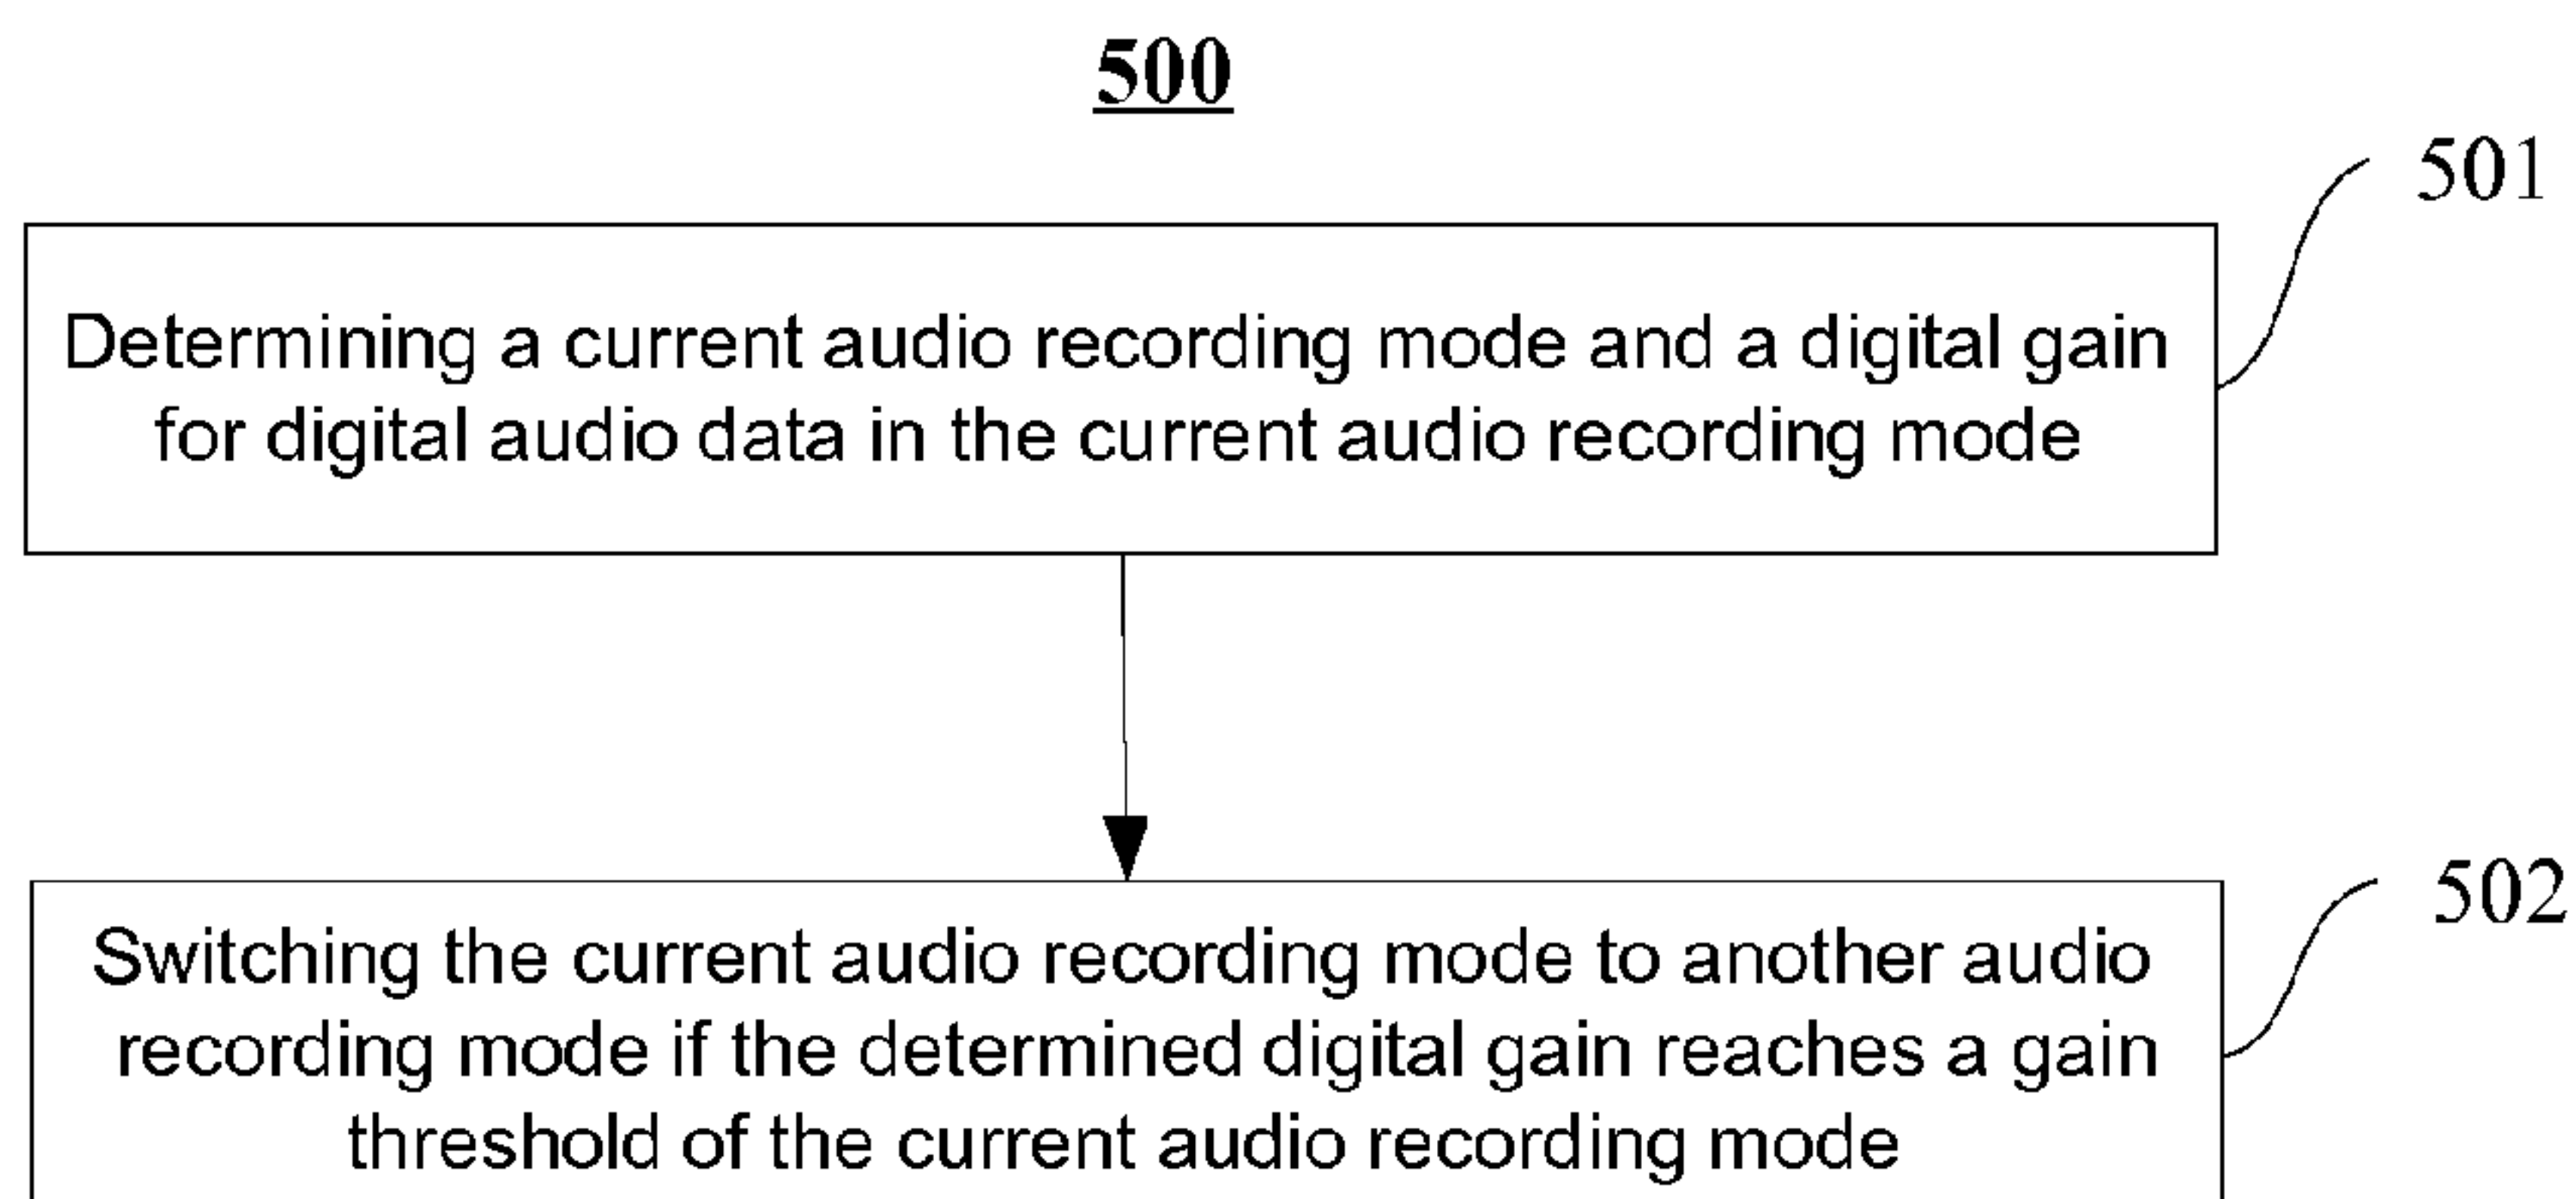 500
501
Determining a current audio recording mode and a digital gain
for digital audio data in the current audio recording mode
502
Switching the current audio recording mode to another audio
recording mode if the determined digital gain reaches a gain
threshold of the current audio recording mode